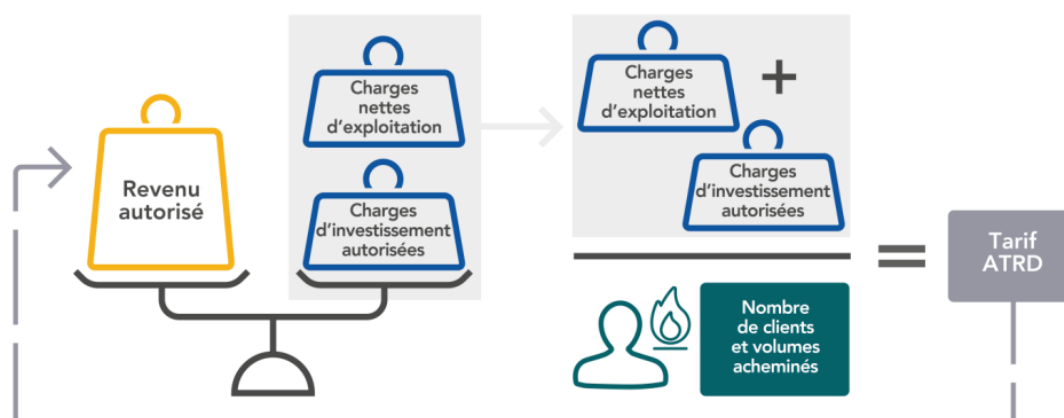 Revenu
autorisé
Charges
nettes
d'exploitation
Charges
d'investissement
autorisées
Charges
nettes
d'exploitation
+
Charges
d'investissement
autorisées
Nombre
de clients
et volumes
acheminés
=
Tarif
ATRD